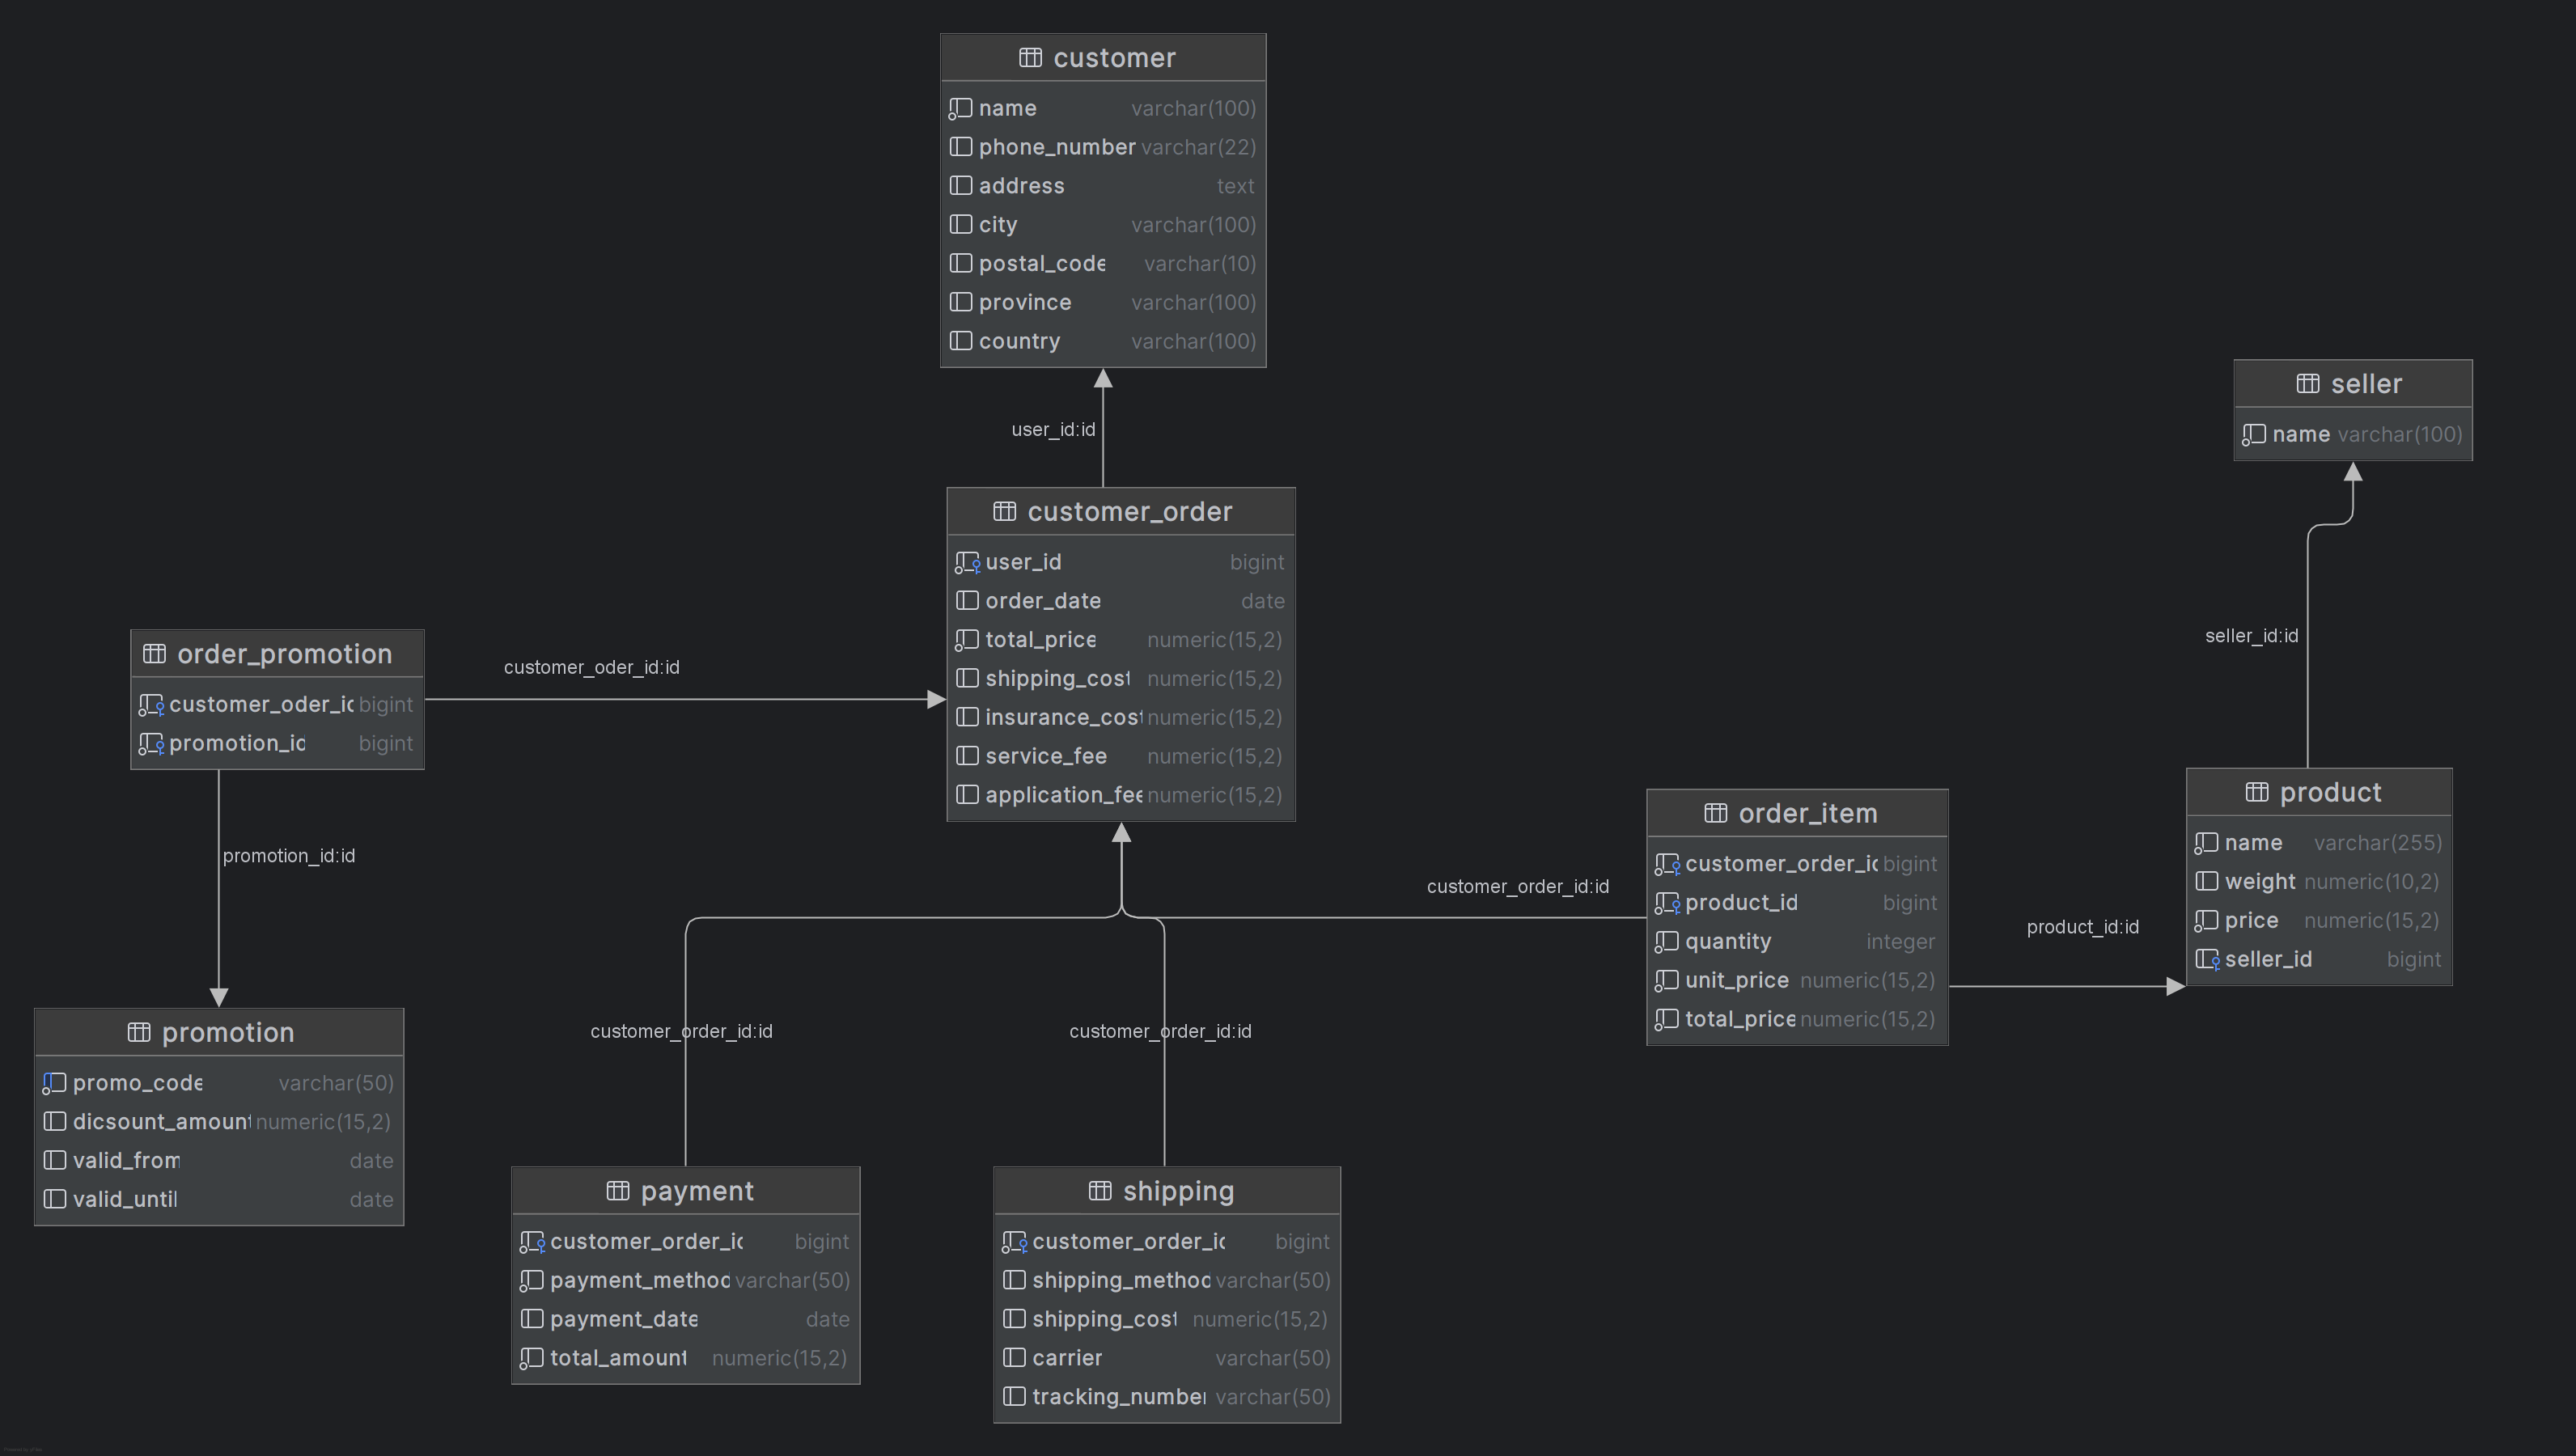 customer
name varchar(100)
phone_number varchar(22)
address text
city varchar(100)
postal_code varchar(10)
province varchar(100)
country varchar(100)
user_id:id
seller
name varchar(100)
seller_id:id
customer_order
user_id bigint
order_date date
total_price numeric(15,2)
shipping_cost numeric(15,2)
insurance_cost numeric(15,2)
service_fee numeric(15,2)
application_fee numeric(15,2)
order_promotion
customer_oder_id bigint
promotion_id bigint
customer_oder_id:id
promotion_id:id
promotion
promo_code varchar(50)
dicsount_amount numeric(15,2)
valid_from date
valid_until date
customer_order_id:id
customer_order_id:id
customer_order_id:id
order_item
customer_order_id bigint
product_id bigint
quantity integer
unit_price numeric(15,2)
total_price numeric(15,2)
product_id:id
product
name varchar(255)
weight numeric(10,2)
price numeric(15,2)
seller_id bigint
payment
customer_order_id bigint
payment_method varchar(50)
payment_date date
total_amount numeric(15,2)
shipping
customer_order_id bigint
shipping_method varchar(50)
shipping_cost numeric(15,2)
carrier varchar(50)
tracking_number varchar(50)